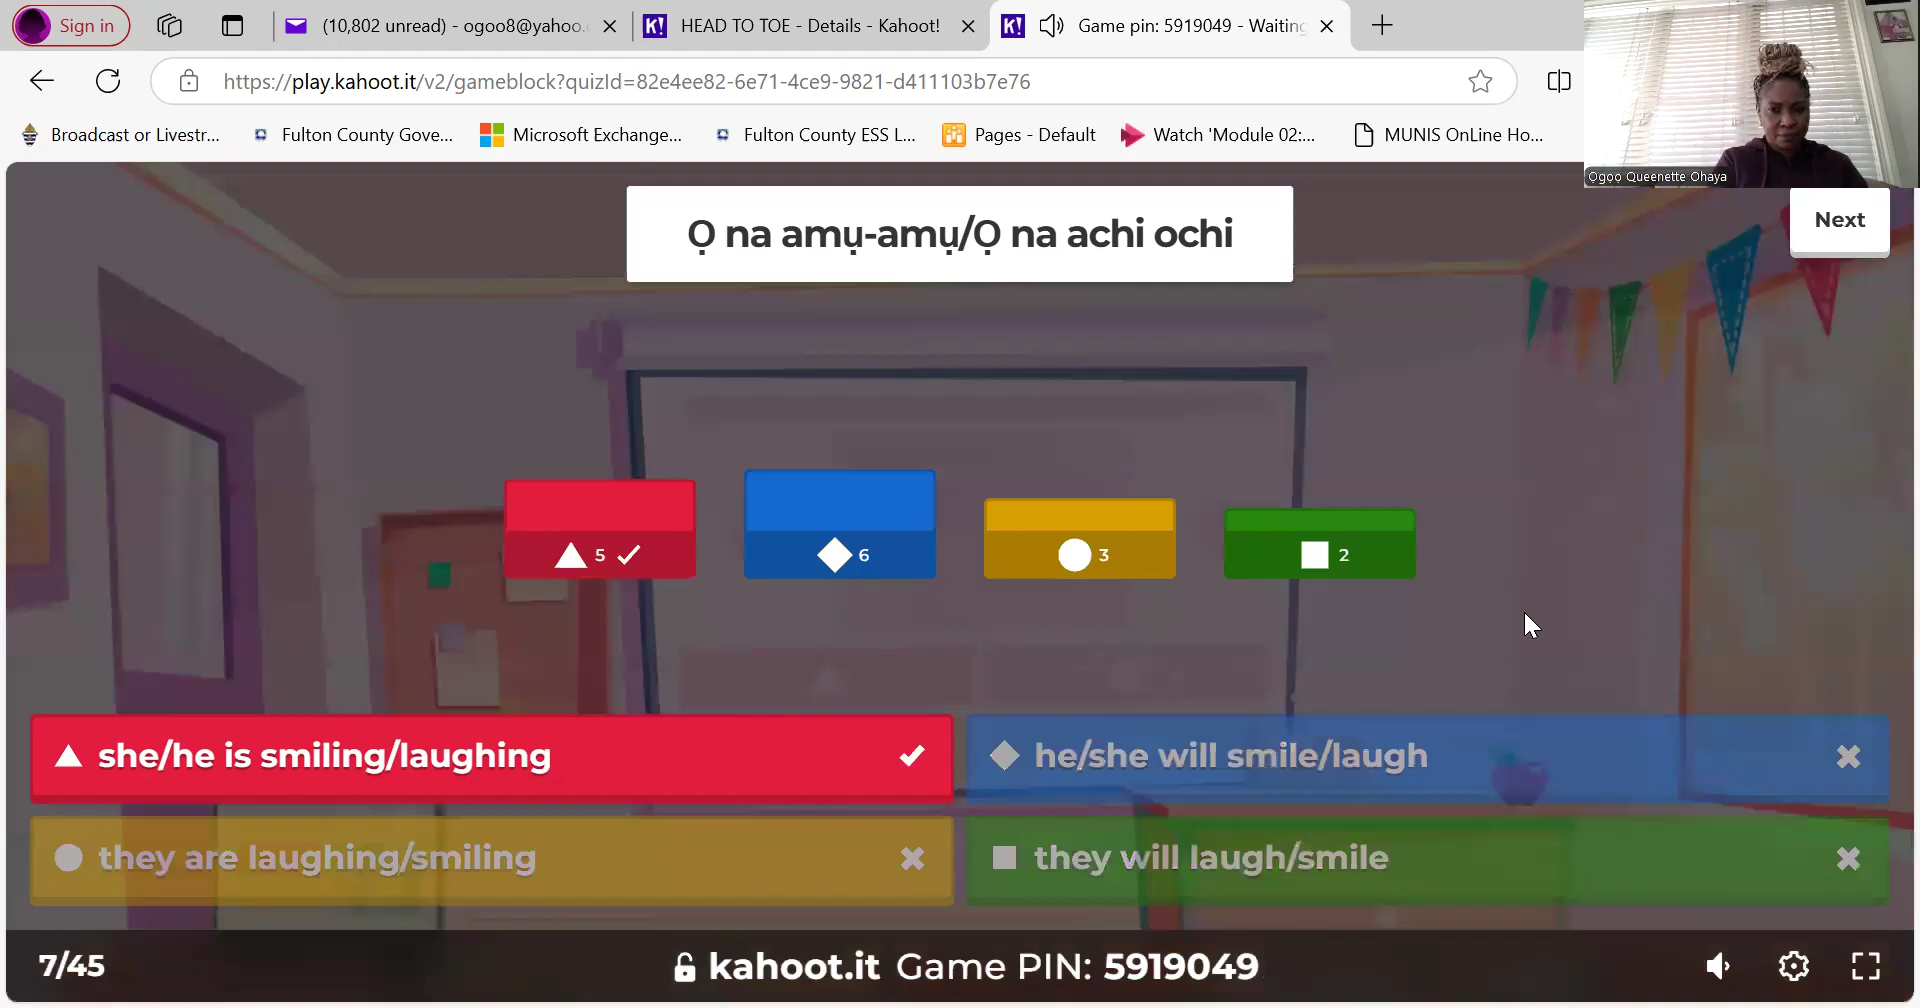 Sign in
(10,802 unread) - ogoo8@yahoo.
HEAD TO TOE - Details - Kahoot!
Game pin: 5919049 - Waiting
https://play.kahoot.it/v2/gameblock?quizId=82e4ee82-6e71-4ce9-9821-d411103b7e76
Broadcast or Livestr...
Fulton County Gove...
Microsoft Exchange...
Fulton County ESS L...
Pages - Default
Watch 'Module 02:...
MUNIS OnLine Ho...
Ọgọọ Queenette Ohaya
Ọ na amụ-amụ/Ọ na achi ochi
Next
5
6
3
2
she/he is smiling/laughing
he/she will smile/laugh
they are laughing/smiling
they will laugh/smile
7/45
kahoot.it Game PIN: 5919049